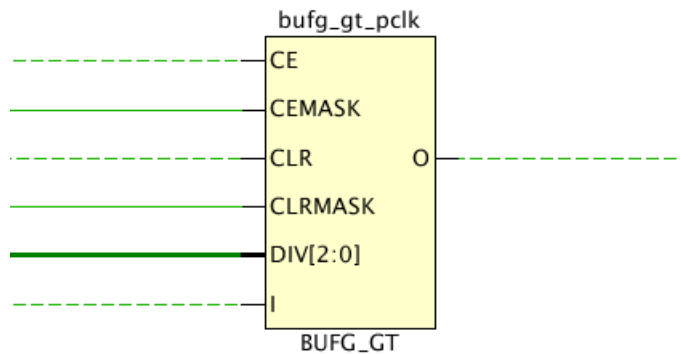 bufg_gt_pclk
CE
CEMASK
CLR
O
CLRMASK
DIV[2:0]
I
BUFG_GT